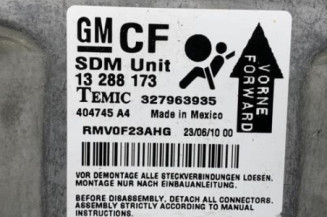 GM CF
SDM Unit
13 288 173
TEMIC 327963935
404745 A4 Made in Mexico
RMV0F23AHG 23/06/10 00
VORNE
FORWARD
VOR DEMONTAGE ALLE STECKVERBINDUNGEN LOESEN.
MONTAGE NUR NACH EINBAUANLEITUNG.
BEFORE DISASSEMBLY, DETACH ALL CONNECTORS.
ASSEMBLY STRICTLY ACCORDING TO MANUAL
INSTRUCTIONS.